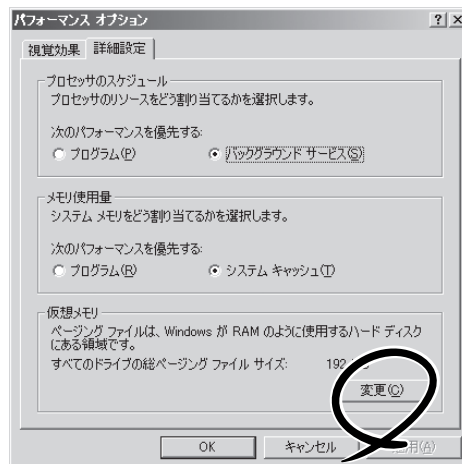 パフォーマンス オプション
視覚効果 詳細設定
プロセッサのスケジュール
プロセッサのリソースをどう割り当てるかを選択します。
次のパフォーマンスを優先する:
プログラム(P) バックグラウンド サービス(S)
メモリ使用量
システム メモリをどう割り当てるかを選択します。
次のパフォーマンスを優先する:
プログラム(R) システム キャッシュ(T)
仮想メモリ
ページング ファイルは、Windows が RAM のように使用するハード ディスク
にある領域です。
すべてのドライブの総ページング ファイル サイズ: 192
変更(C)
OK キャンセル 用(A)